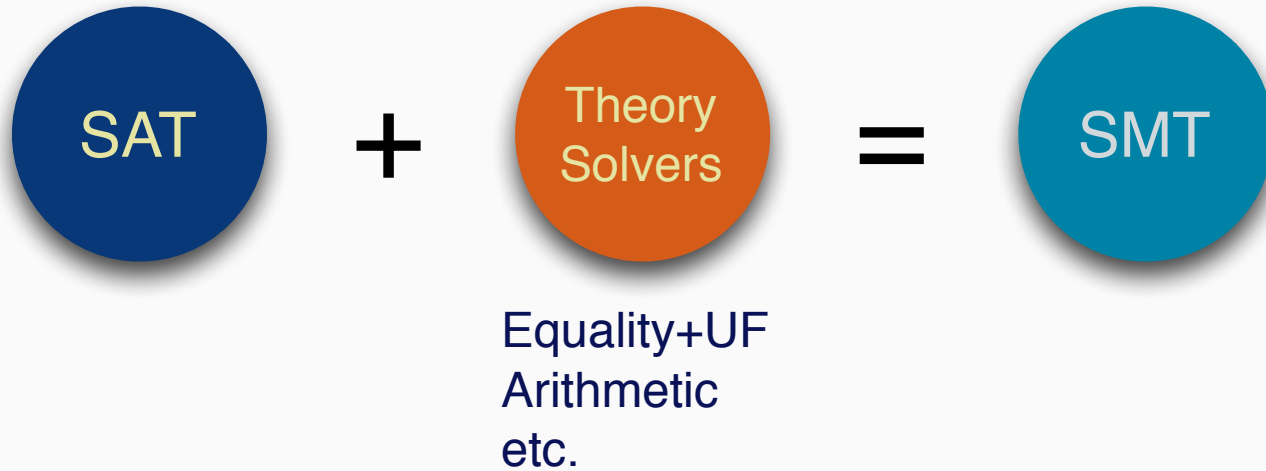 SAT
+
Theory
Solvers
=
SMT
Equality+UF
Arithmetic
etc.